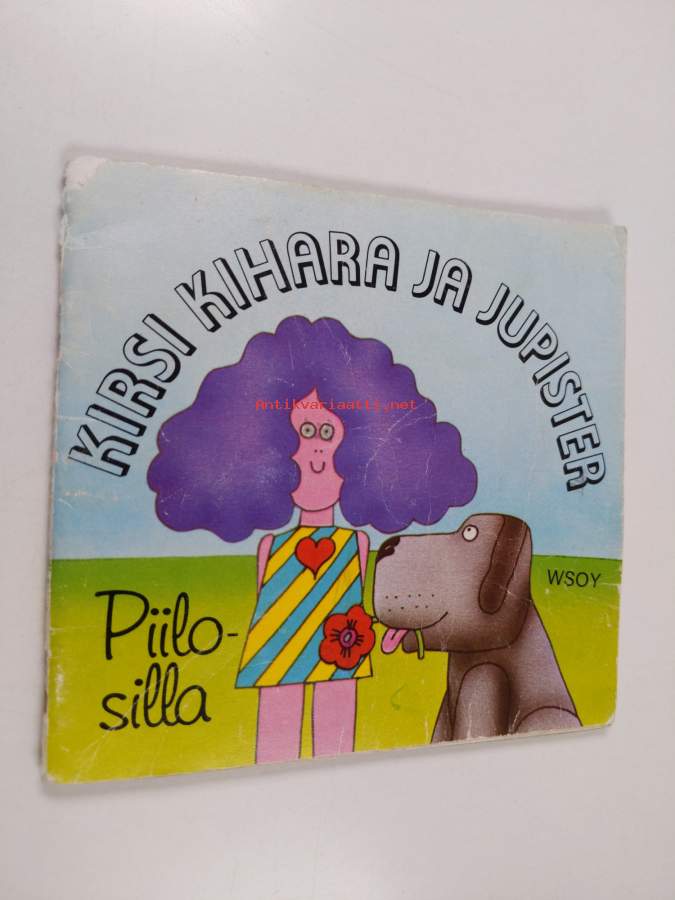 KIRSI KIHARA JA JUPISTER
Antikvariaatti.net
WSOY
Piilo-
silla